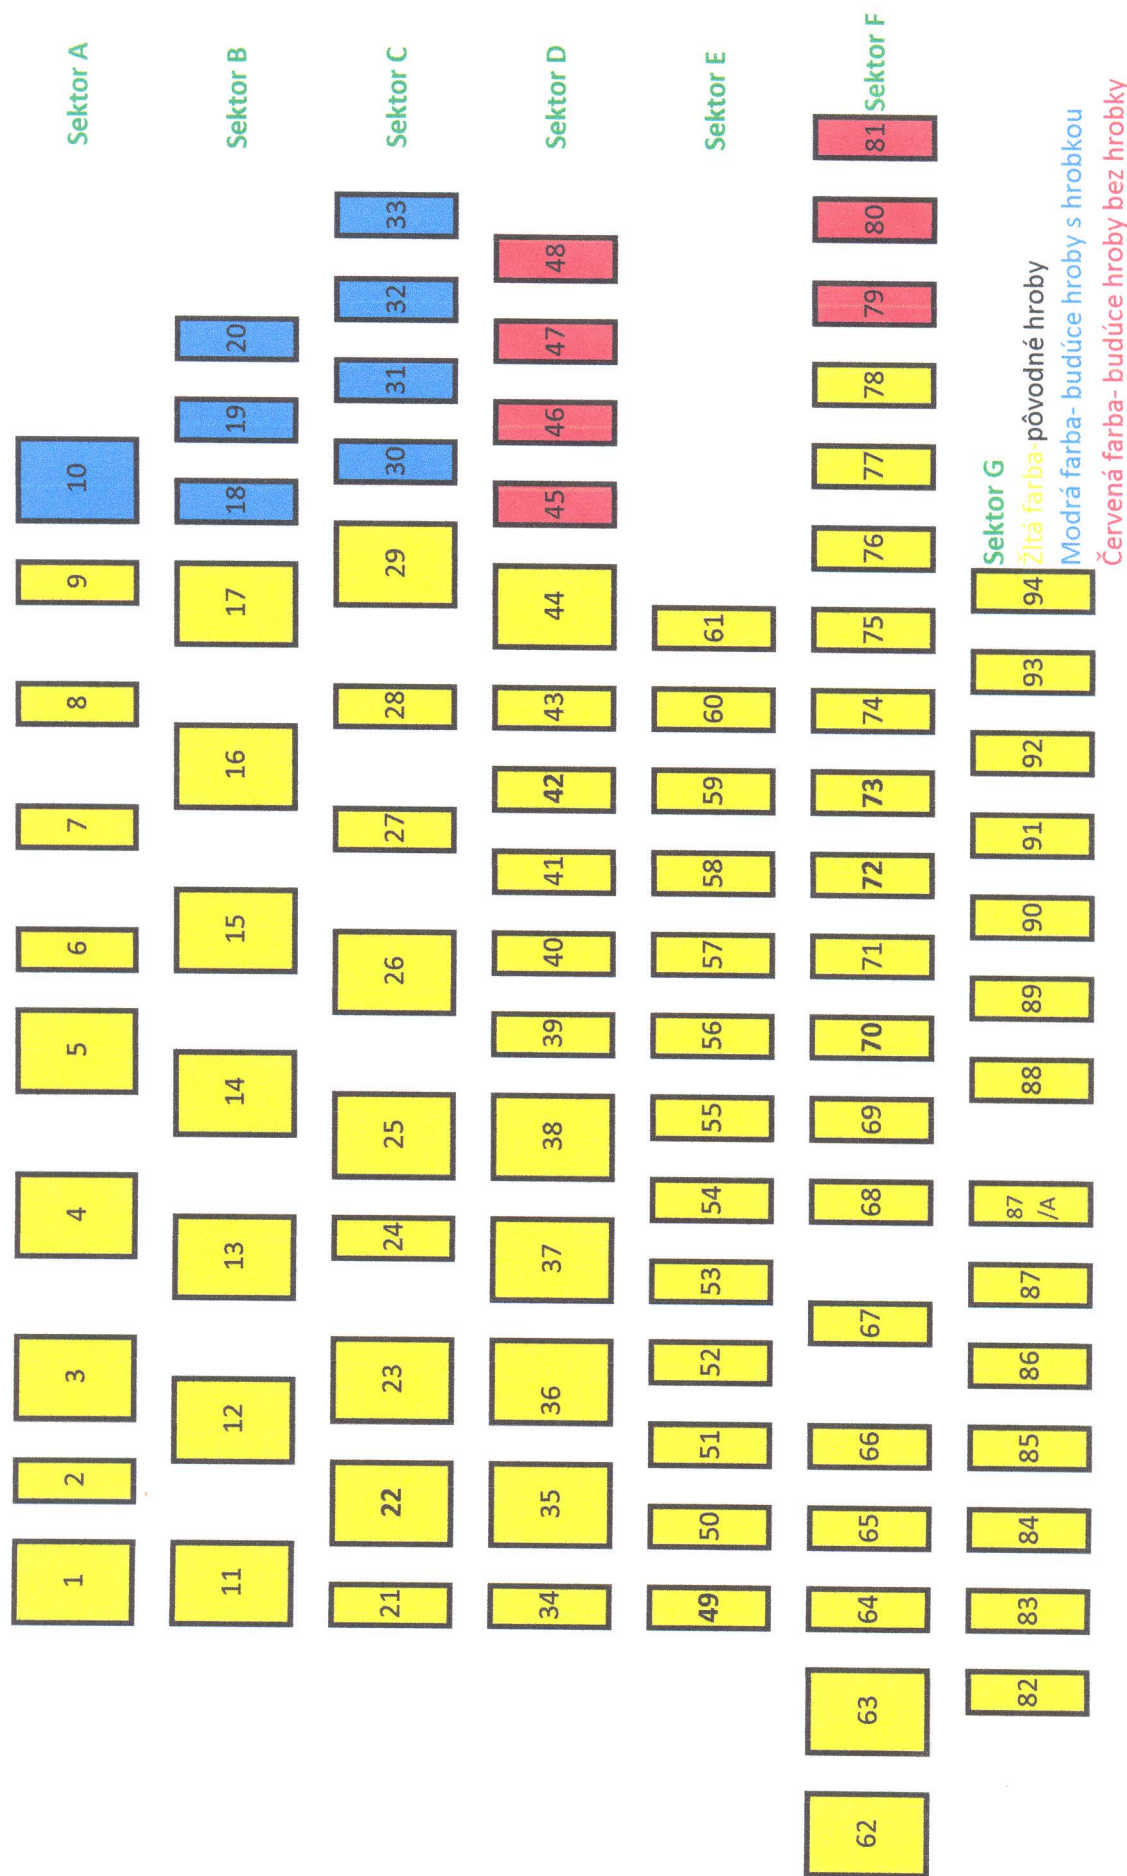 1 2 3 4 5 6 7 8 9 10 Sektor A
11 12 13 14 15 16 17 18 19 20 Sektor B
21 22 23 24 25 26 27 28 29 30 31 32 33 Sektor C
34 35 36 37 38 39 40 41 42 43 44 45 46 47 48 Sektor D
49 50 51 52 53 54 55 56 57 58 59 60 61 Sektor E
62 63 64 65 66 67 68 69 70 71 72 73 74 75 76 77 78 79 80 81 Sektor F
82 83 84 85 86 87 87
/A
88 89 90 91 92 93 94 Sektor G
Žltá farba-pôvodné hroby
Modrá farba- budúce hroby s hrobkou
Červená farba- budúce hroby bez hrobky